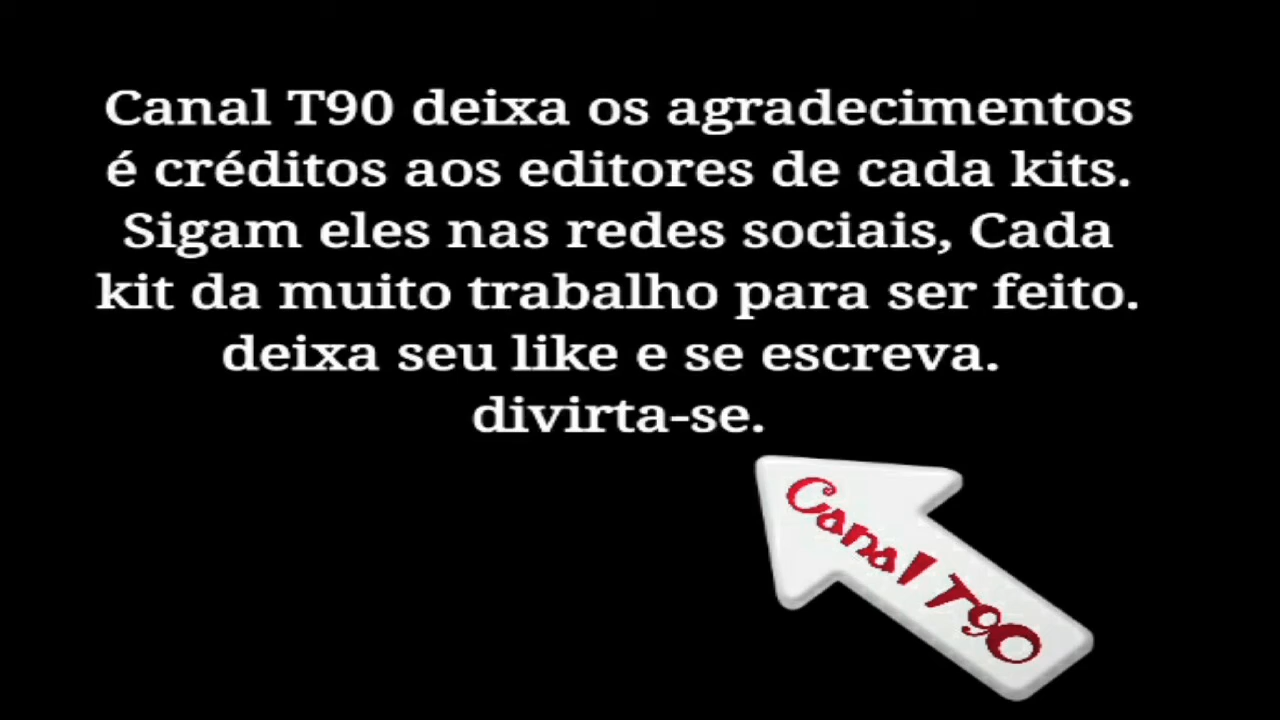 Canal T90 deixa os agradecimentos
é créditos aos editores de cada kits.
Sigam eles nas redes sociais, Cada
kit da muito trabalho para ser feito.
deixa seu like e se escreva.
divirta-se.
Canal T90